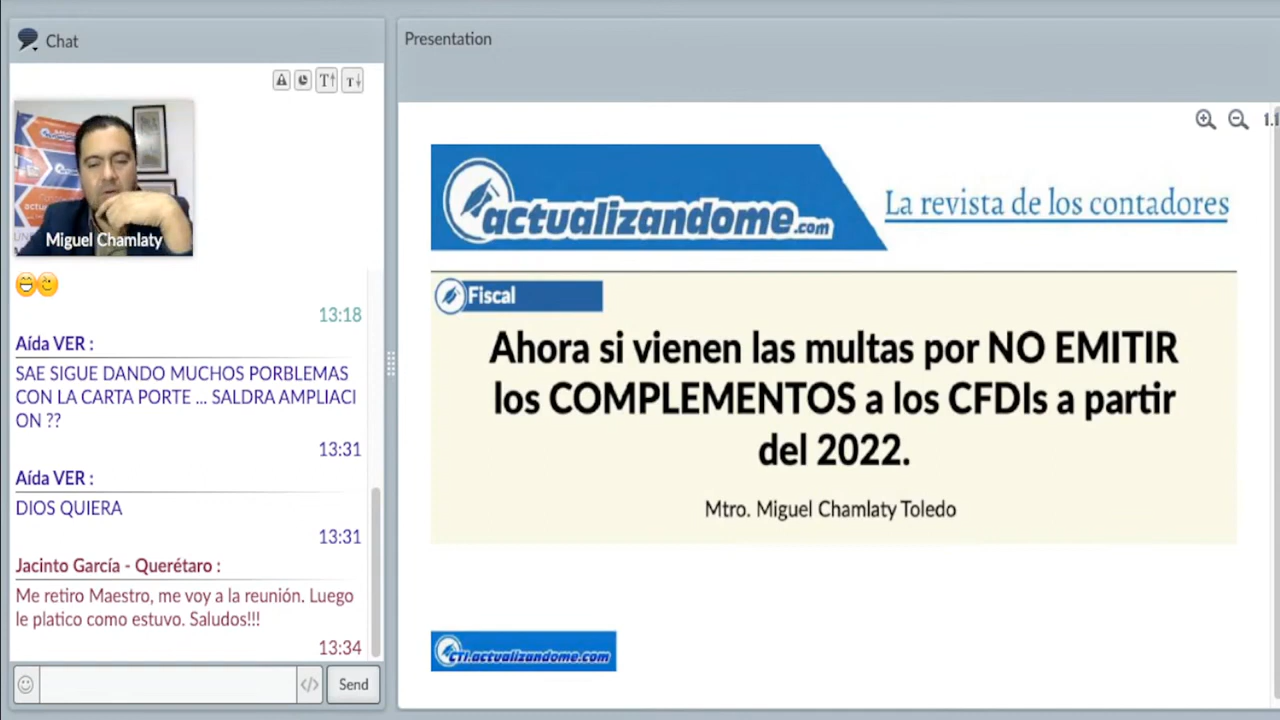 Chat
Miguel Chamlaty
13:18
Aída VER :
SAE SIGUE DANDO MUCHOS PORBLEMAS
CON LA CARTA PORTE ... SALDRA AMPLIACI
ON ??
13:31
Aída VER :
DIOS QUIERA
13:31
Jacinto García - Querétaro :
Me retiro Maestro, me voy a la reunión. Luego
le platico como estuvo. Saludos!!!
13:34
Send
Presentation
actualizandome.com
La revista de los contadores
Fiscal
Ahora si vienen las multas por NO EMITIR
los COMPLEMENTOS a los CFDIs a partir
del 2022.
Mtro. Miguel Chamlaty Toledo
CTI.actualizandome.com